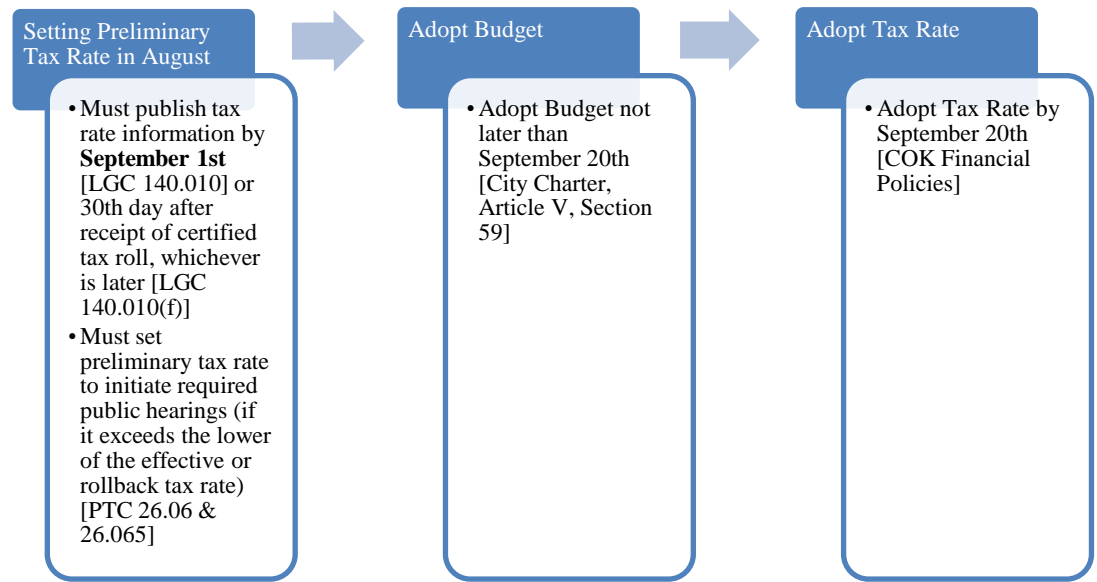 Setting Preliminary
Tax Rate in August
• Must publish tax
rate information by
September 1st
[LGC 140.010] or
30th day after
receipt of certified
tax roll, whichever
is later [LGC
140.010(f)]
• Must set
preliminary tax rate
to initiate required
public hearings (if
it exceeds the lower
of the effective or
rollback tax rate)
[PTC 26.06 &
26.065]
Adopt Budget
• Adopt Budget not
later than
September 20th
[City Charter,
Article V, Section
59]
Adopt Tax Rate
• Adopt Tax Rate by
September 20th
[COK Financial
Policies]